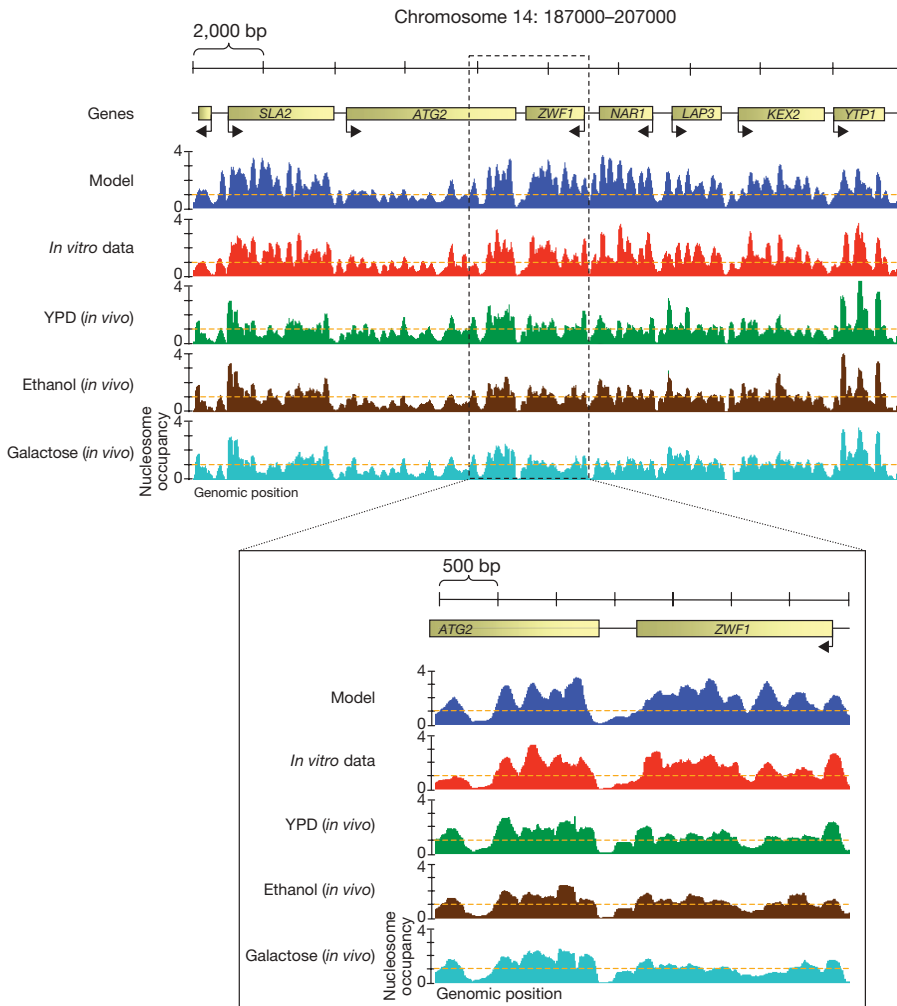 Chromosome 14: 187000–207000
2,000 bp
Genes
SLA2
ATG2
ZWF1
NAR1
LAP3
KEX2
YTP1
Model
4
0
In vitro data
4
0
YPD (in vivo)
4
0
Ethanol (in vivo)
4
0
Galactose (in vivo)
4
0
Nucleosome
occupancy
Genomic position
500 bp
ATG2
ZWF1
Model
4
0
In vitro data
4
0
YPD (in vivo)
4
0
Ethanol (in vivo)
4
0
Galactose (in vivo)
4
0
Nucleosome
occupancy
Genomic position